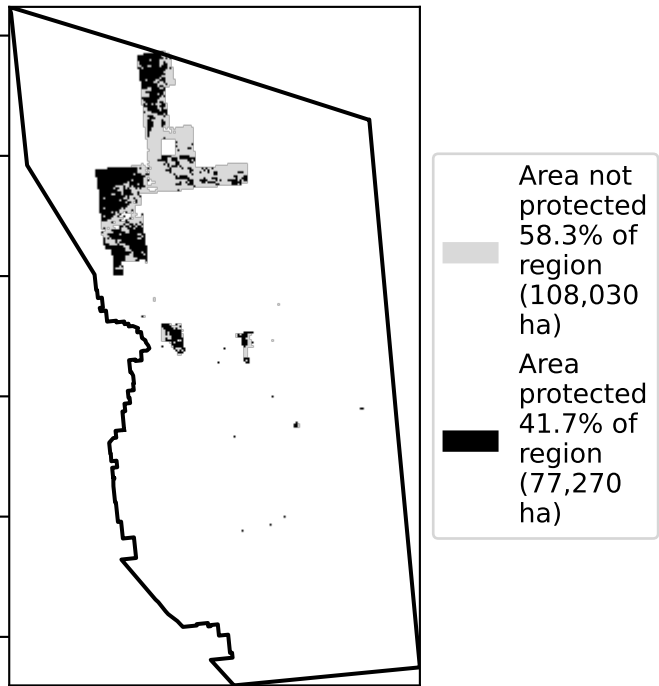 Area not
protected
58.3% of
region
(108,030
ha)
Area
protected
41.7% of
region
(77,270
ha)